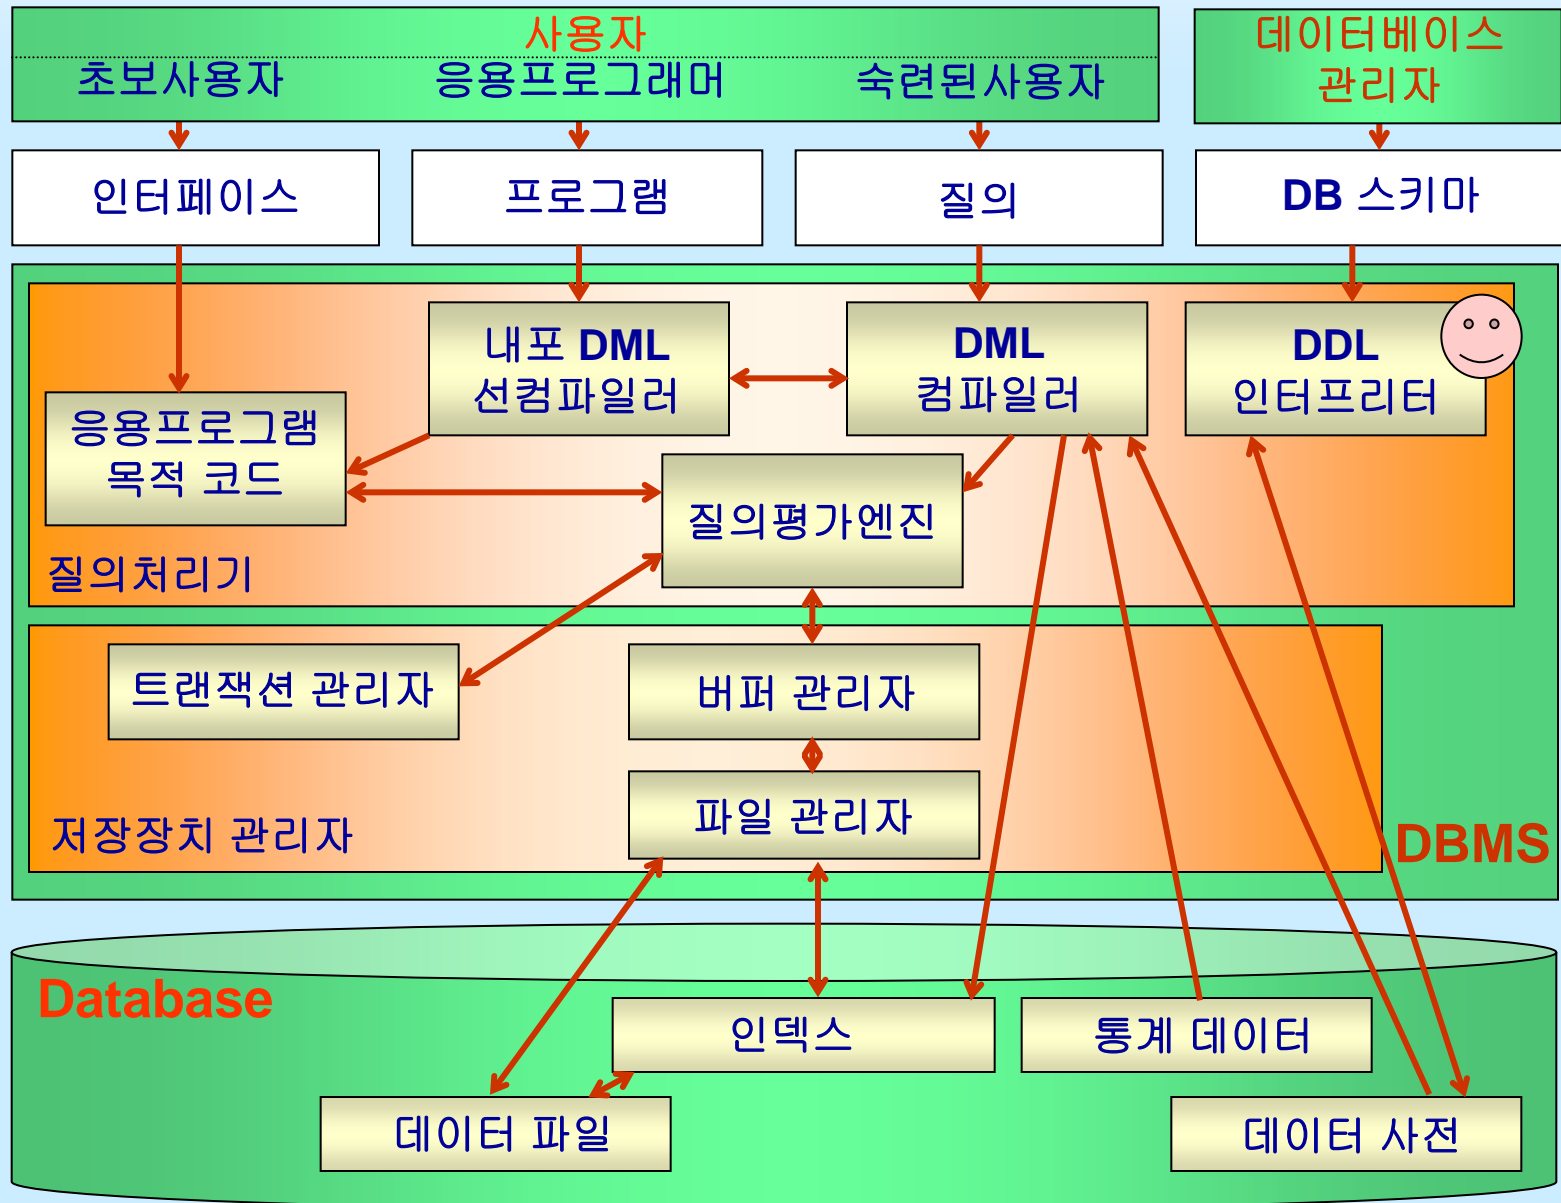 사용자
초보사용자
응용프로그래머
숙련된사용자
데이터베이스
관리자
인터페이스
프로그램
질의
DB 스키마
내포 DML
선컴파일러
DML
컴파일러
DDL
인터프리터
응용프로그램
목적 코드
질의평가엔진
질의처리기
트랜잭션 관리자
버퍼 관리자
파일 관리자
저장장치 관리자
DBMS
Database
인덱스
통계 데이터
데이터 파일
데이터 사전